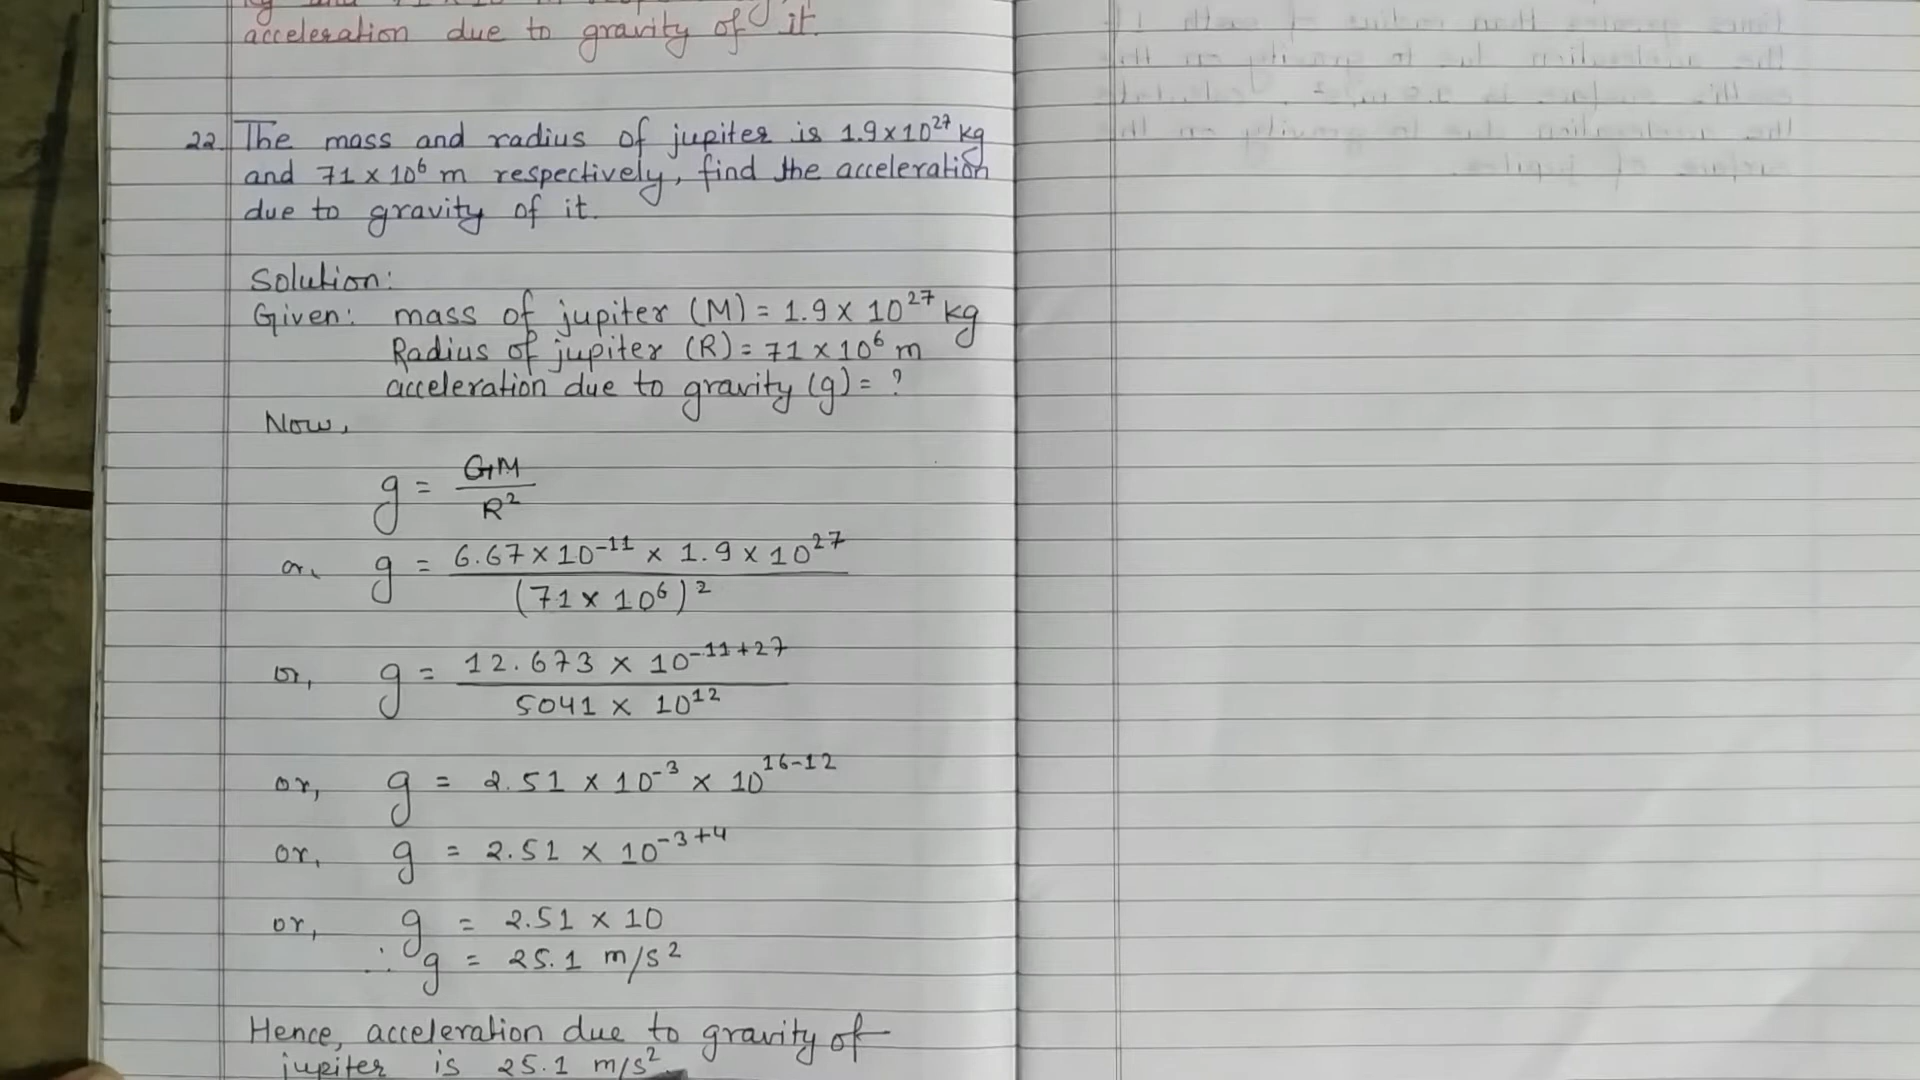 acceleration due to gravity of it.
22. The mass and radius of jupiter is 1.9 x 10²⁷ kg
and 71 x 10⁶ m respectively, find the acceleration
due to gravity of it.
Solution:
Given: mass of jupiter (M) = 1.9 x 10²⁷ kg
Radius of jupiter (R) = 71 x 10⁶ m
acceleration due to gravity (g) = ?
Now,
g = GM / R²
or, g = 6.67 x 10⁻¹¹ x 1.9 x 10²⁷ / (71 x 10⁶)²
or, g = 12.673 x 10⁻¹¹⁺²⁷ / 5041 x 10¹²
or, g = 2.51 x 10⁻³ x 10¹⁶⁻¹²
or, g = 2.51 x 10⁻³⁺⁴
or, g = 2.51 x 10
∴ g = 25.1 m/s²
Hence, acceleration due to gravity of
jupiter is 25.1 m/s².